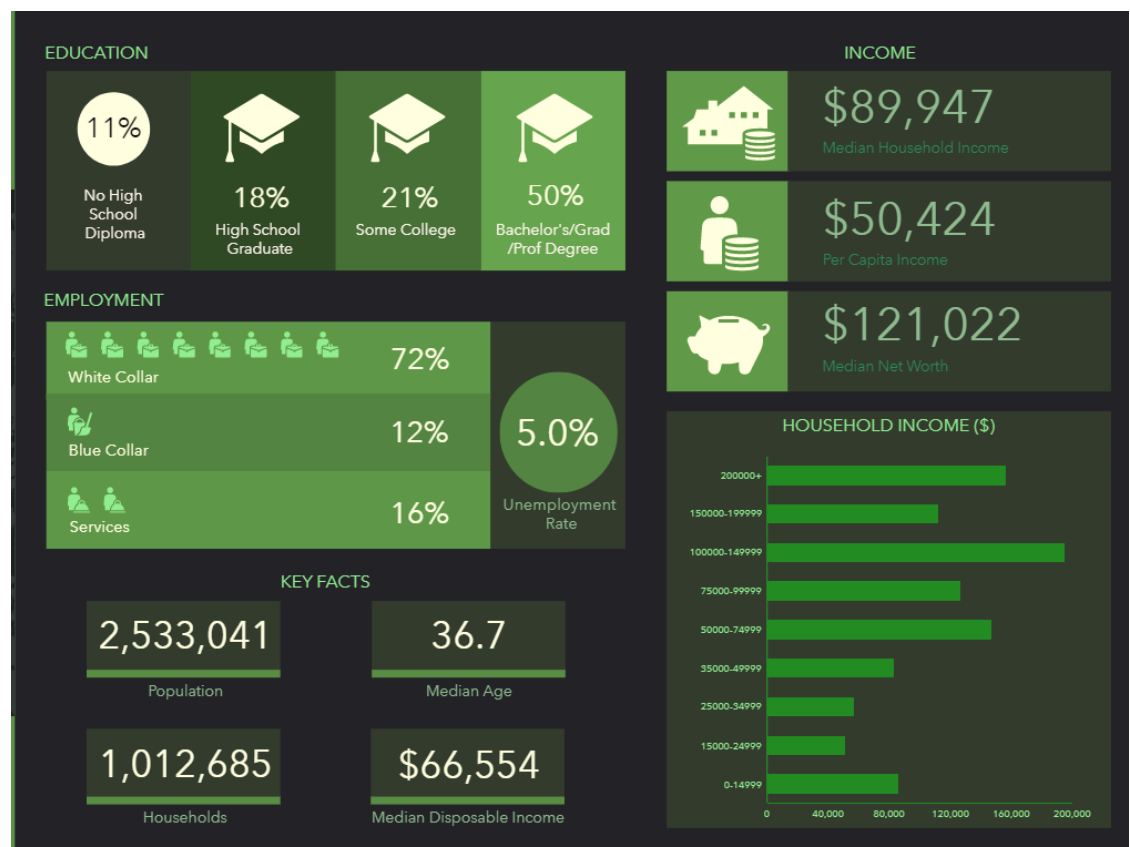 EDUCATION
11%
No High
School
Diploma
18%
High School
Graduate
21%
Some College
50%
Bachelor's/Grad
/Prof Degree
EMPLOYMENT
White Collar
72%
Blue Collar
12%
Services
16%
5.0%
Unemployment
Rate
KEY FACTS
2,533,041
Population
36.7
Median Age
1,012,685
Households
$66,554
Median Disposable Income
INCOME
$89,947
Median Household Income
$50,424
Per Capita Income
$121,022
Median Net Worth
HOUSEHOLD INCOME ($)
200000+
150000-199999
100000-149999
75000-99999
50000-74999
35000-49999
25000-34999
15000-24999
0-14999
0 40,000 80,000 120,000 160,000 200,000